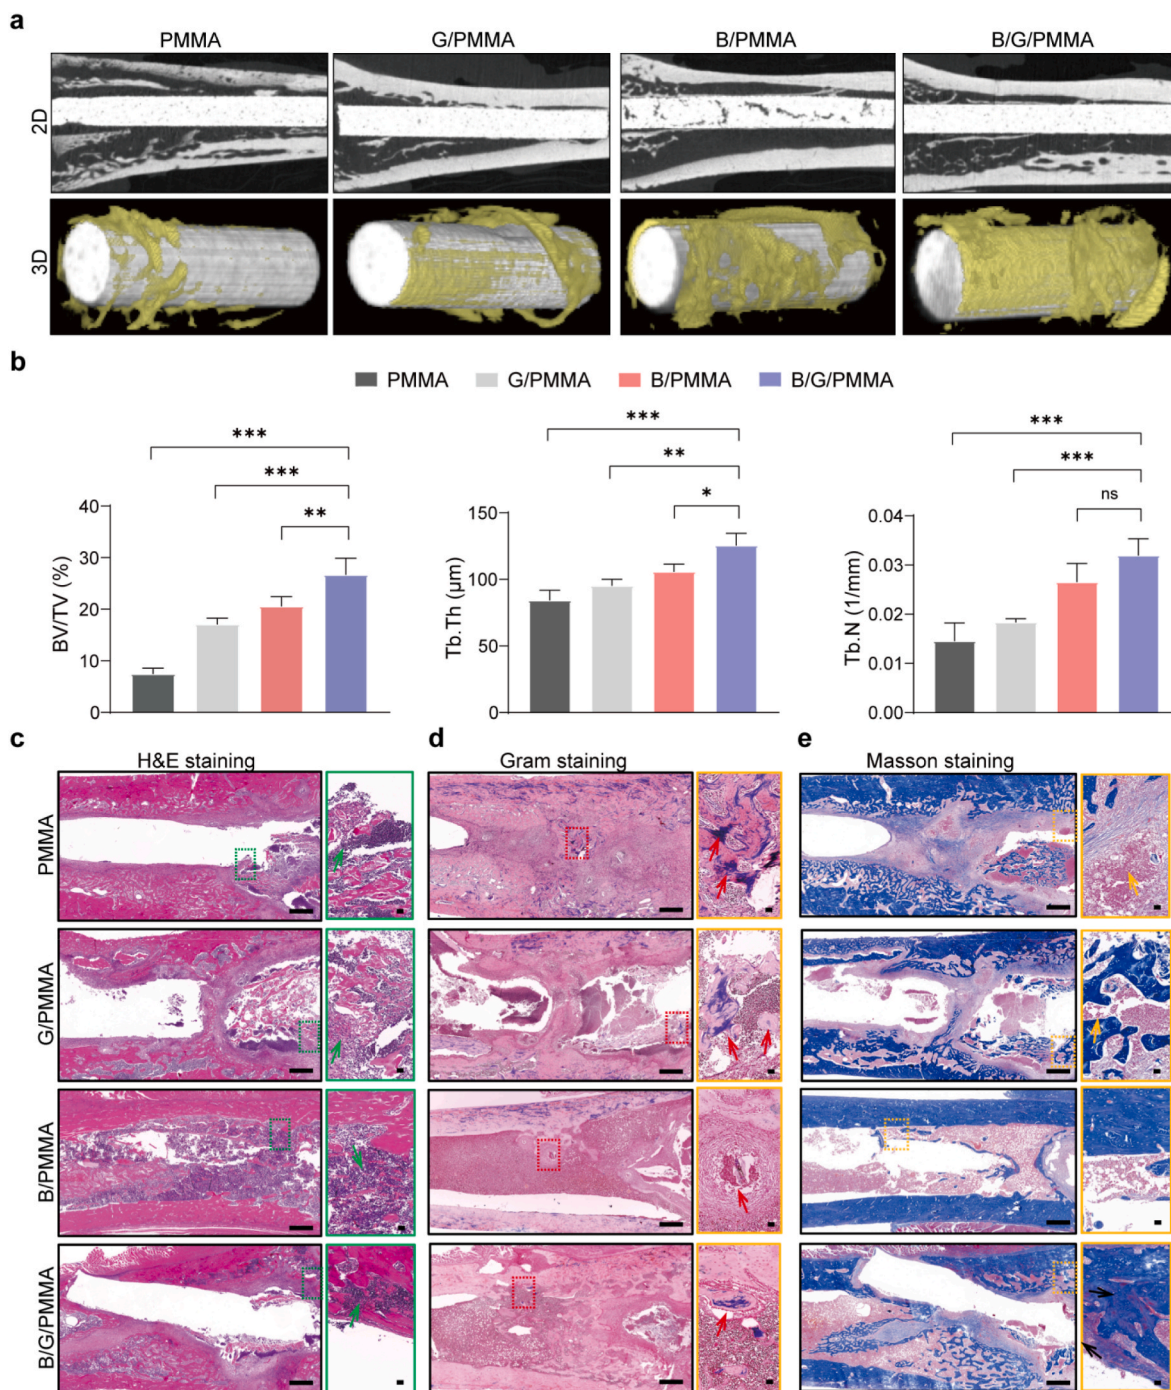 a
PMMA G/PMMA B/PMMA B/G/PMMA
2D
3D
b
PMMA G/PMMA B/PMMA B/G/PMMA
BV/TV (%)
40
30
20
10
0
***
***
**
Tb.Th (μm)
150
100
50
0
***
**
*
Tb.N (1/mm)
0.04
0.03
0.02
0.01
0.00
***
***
ns
c d e
H&E staining Gram staining Masson staining
PMMA
G/PMMA
B/PMMA
B/G/PMMA